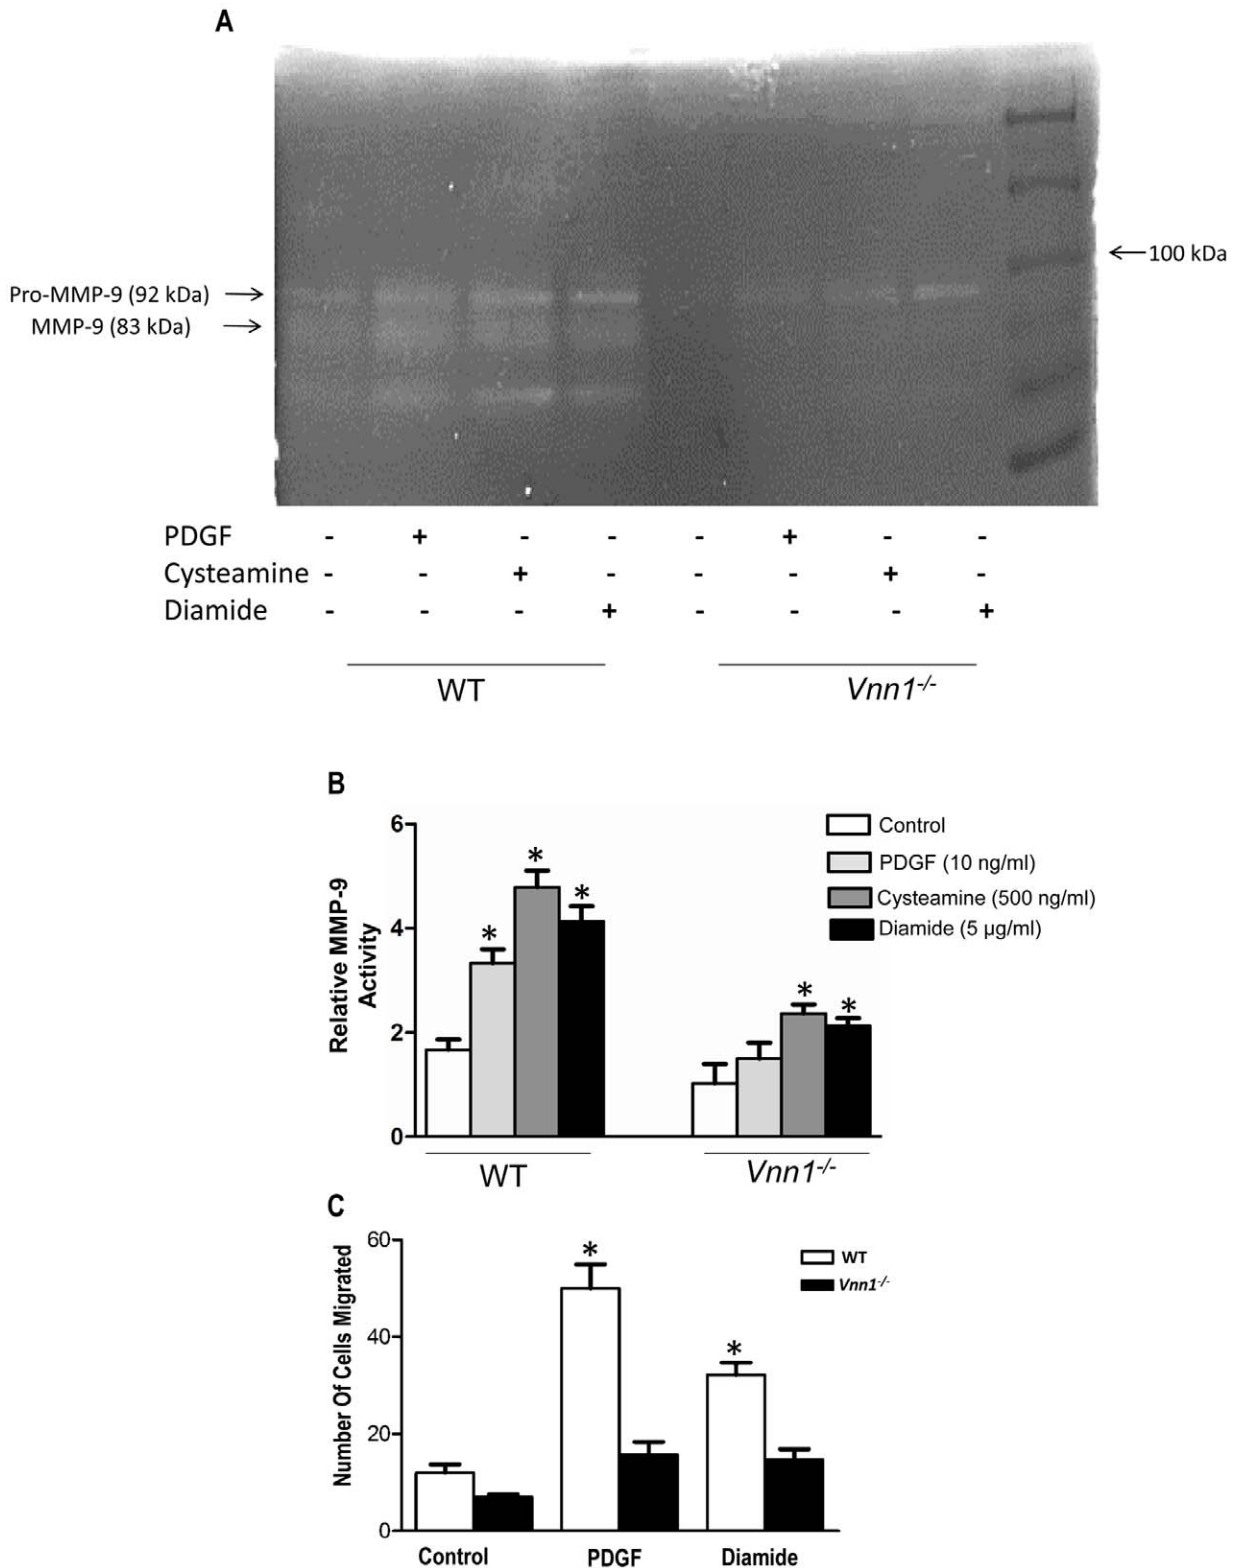 A
100 kDa
Pro-MMP-9 (92 kDa)
MMP-9 (83 kDa)
PDGF - + - - - + - -
Cysteamine - - + - - - + -
Diamide - - - + - - - +
WT Vnn1-/-
B
6
4
2
0
Relative MMP-9
Activity
Control
PDGF (10 ng/ml)
Cysteamine (500 ng/ml)
Diamide (5 µg/ml)
* * * * *
WT Vnn1-/-
C
60
40
20
0
Number Of Cells Migrated
WT
Vnn1-/-
* *
Control PDGF Diamide